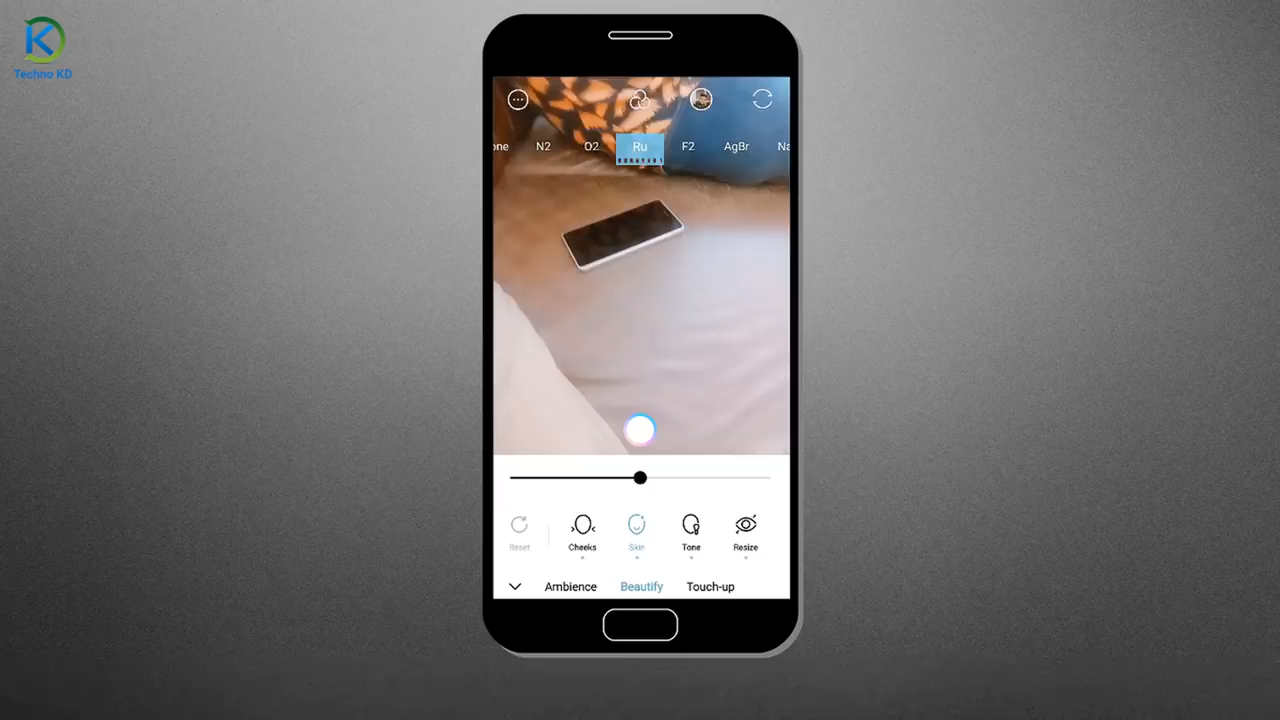 K
Techno KD
one N2 O2 Ru F2 AgBr Na
Reset Cheeks Skin Tone Resize
Ambience Beautify Touch-up